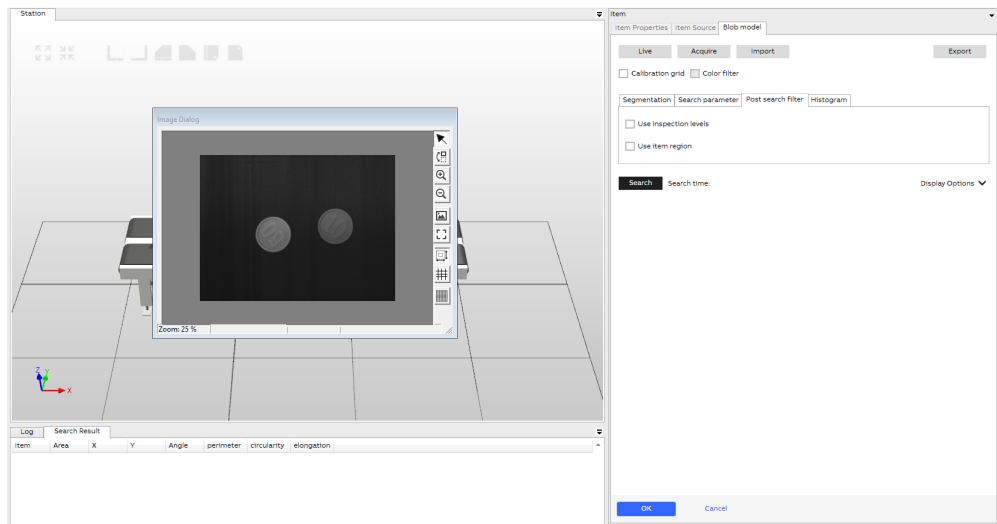 Station
Image Dialog
Zoom: 25 %
Z
Y
X
Log
Search Result
Item Area X Y Angle perimeter circularity elongation
Item
Item Properties Item Source Blob model
Live Acquire Import Export
Calibration grid Color filter
Segmentation Search parameter Post search filter Histogram
Use inspection levels
Use item region
Search Search time: Display Options
OK Cancel